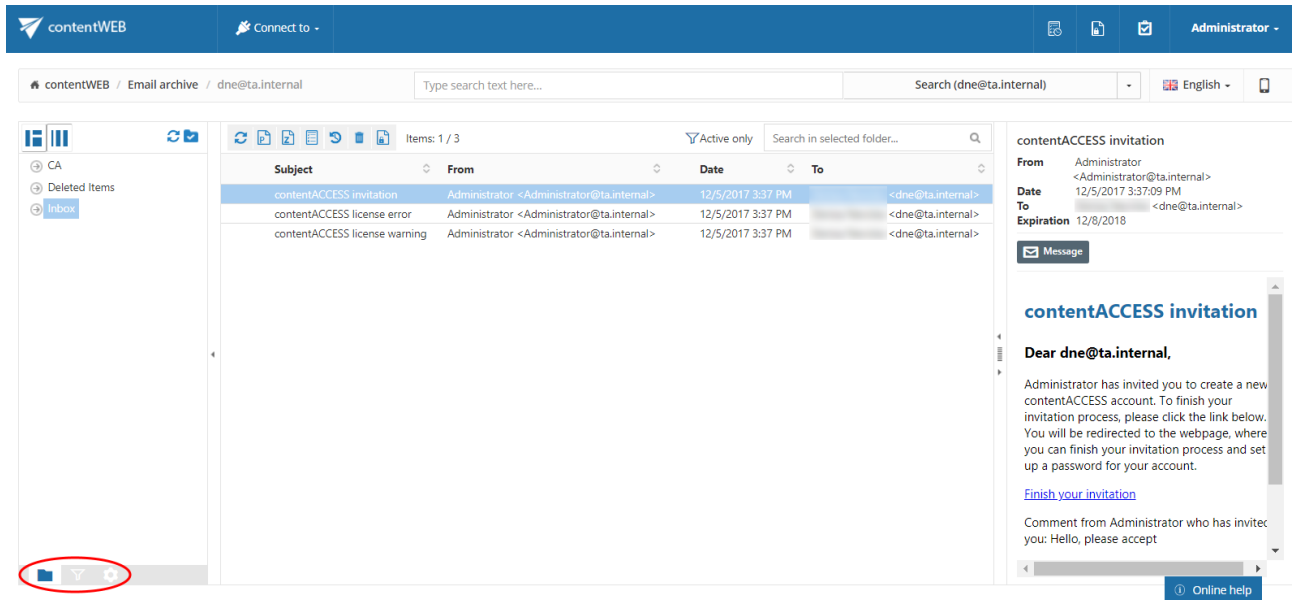 contentWEB
Connect to
Administrator
contentWEB / Email archive / dne@ta.internal
Type search text here...
Search (dne@ta.internal)
English
CA
Deleted Items
Inbox
Items: 1 / 3
Active only
Search in selected folder...
Subject From Date To
contentACCESS invitation Administrator <Administrator@ta.internal> 12/5/2017 3:37 PM <dne@ta.internal>
contentACCESS license error Administrator <Administrator@ta.internal> 12/5/2017 3:37 PM <dne@ta.internal>
contentACCESS license warning Administrator <Administrator@ta.internal> 12/5/2017 3:37 PM <dne@ta.internal>
contentACCESS invitation
From Administrator
<Administrator@ta.internal>
Date 12/5/2017 3:37:09 PM
To <dne@ta.internal>
Expiration 12/8/2018
Message
contentACCESS invitation
Dear dne@ta.internal,
Administrator has invited you to create a new
contentACCESS account. To finish your
invitation process, please click the link below.
You will be redirected to the webpage, where
you can finish your invitation process and set
up a password for your account.
Finish your invitation
Comment from Administrator who has invited
you: Hello, please accept
Online help